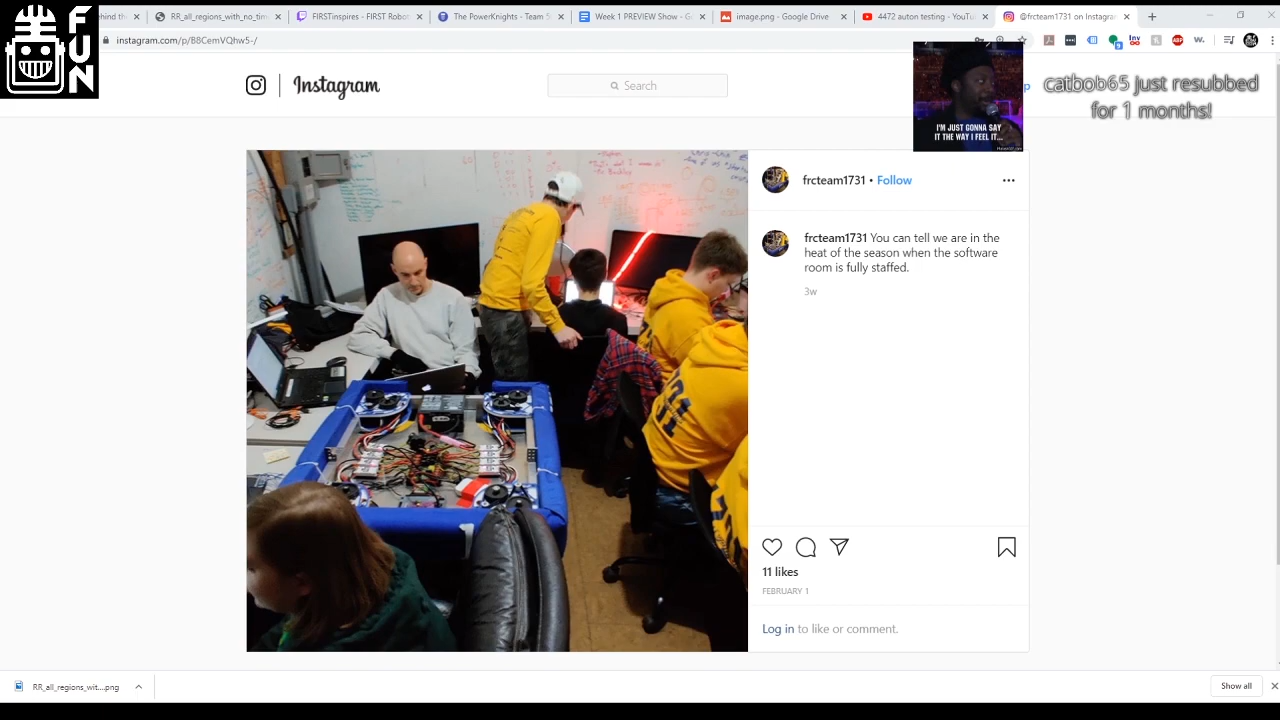 FUN
ehind t
RR_all_regions_with_no_tim
FIRSTinspires - FIRST Robot
The PowerKnights - Team 5
Week 1 PREVIEW Show - G
image.png - Google Drive
4472 auton testing - YouTu
@frcteam1731 on Instagram
instagram.com/p/B8CemVQhw5-/
Instagram
Search
I'M JUST GONNA SAY
IT THE WAY I FEEL IT...
catbob65 just resubbed
for 1 months!
frcteam1731 • Follow
frcteam1731 You can tell we are in the
heat of the season when the software
room is fully staffed.
3w
11 likes
FEBRUARY 1
Log in to like or comment.
RR_all_regions_wit....png
Show all